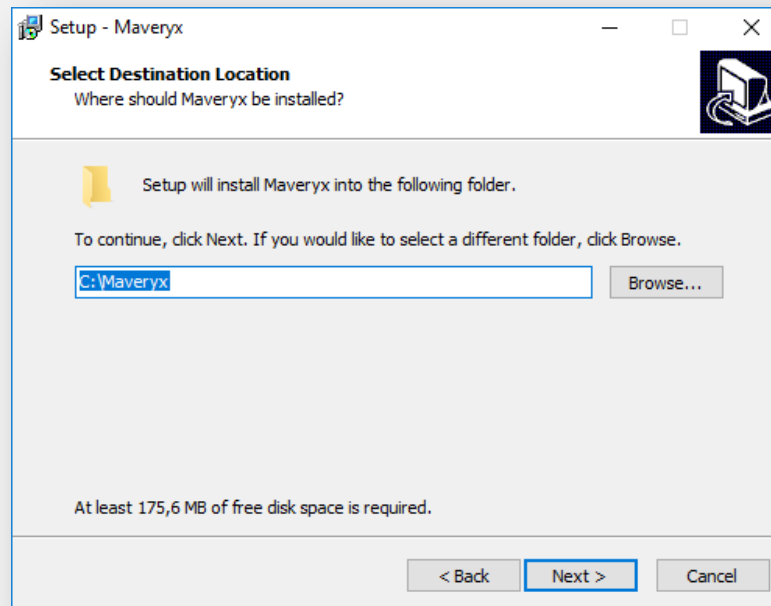 Setup - Maveryx
Select Destination Location
Where should Maveryx be installed?
Setup will install Maveryx into the following folder.
To continue, click Next. If you would like to select a different folder, click Browse.
C:\Maveryx
Browse...
At least 175,6 MB of free disk space is required.
< Back
Next >
Cancel